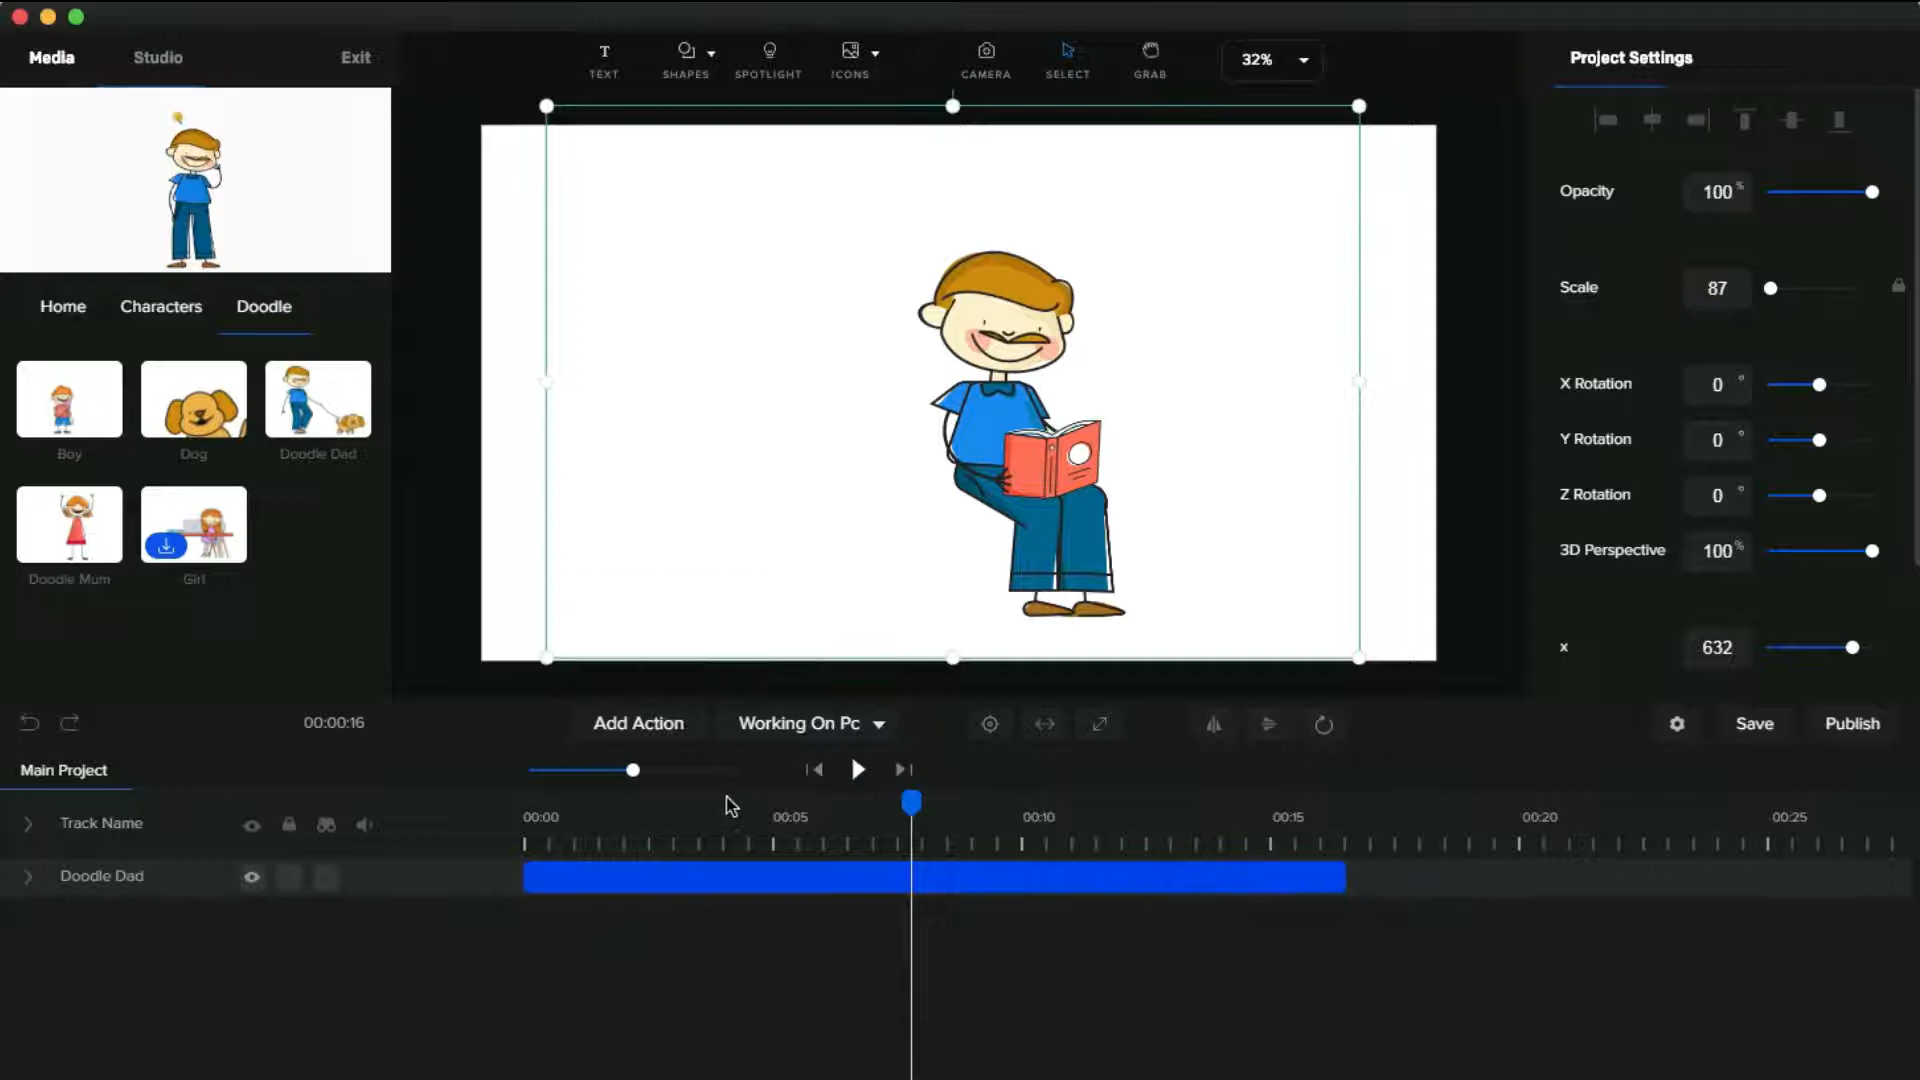 Media Studio Exit
TEXT SHAPES SPOTLIGHT ICONS CAMERA SELECT GRAB 32%
Project Settings
Opacity 100 %
Scale 87
Home Characters Doodle
X Rotation 0 °
Y Rotation 0 °
Boy Dog Doodle Dad
Z Rotation 0 °
3D Perspective 100 %
Doodle Mum Girl
x 632
00:00:16 Add Action Working On Pc Save Publish
Main Project
Track Name 00:00 00:05 00:10 00:15 00:20 00:25
Doodle Dad